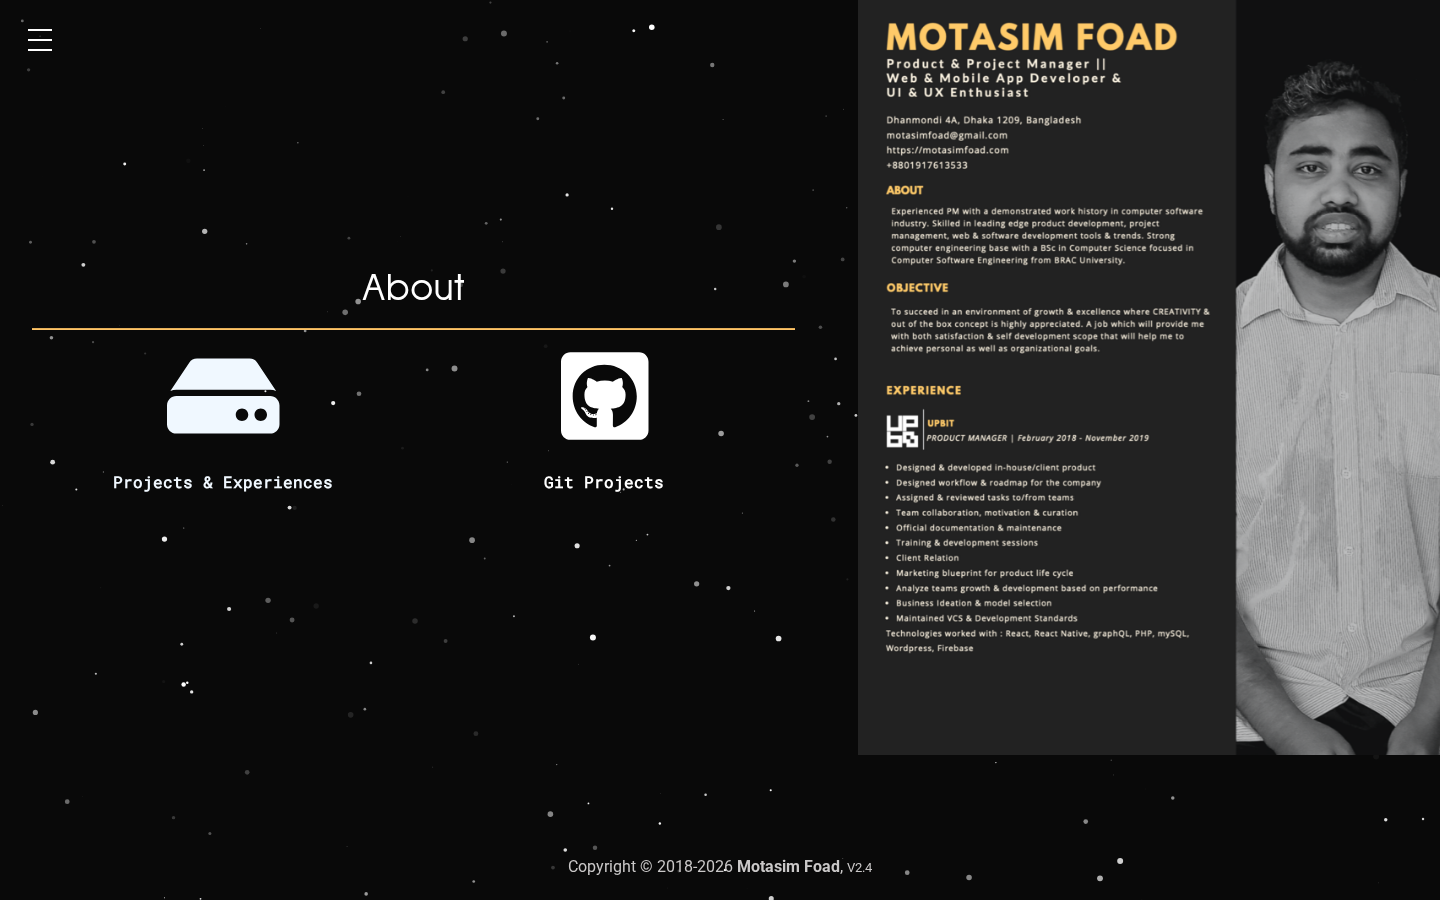 About
Projects & Experiences
Git Projects
MOTASIM FOAD
Product & Project Manager ||
Web & Mobile App Developer &
UI & UX Enthusiast
Dhanmondi 4A, Dhaka 1209, Bangladesh
motasimfoad@gmail.com
https://motasimfoad.com
+8801917613533
ABOUT
Experienced PM with a demonstrated work history in computer software
industry. Skilled in leading edge product development, project
management, web & software development tools & trends. Strong
computer engineering base with a BSc in Computer Science focused in
Computer Software Engineering from BRAC University.
OBJECTIVE
To succeed in an environment of growth & excellence where CREATIVITY &
out of the box concept is highly appreciated. A job which will provide me
with both satisfaction & self development scope that will help me to
achieve personal as well as organizational goals.
EXPERIENCE
UPBIT
PRODUCT MANAGER | February 2018 - November 2019
• Designed & developed in-house/client product
• Designed workflow & roadmap for the company
• Assigned & reviewed tasks to/from teams
• Team collaboration, motivation & curation
• Official documentation & maintenance
• Training & development sessions
• Client Relation
• Marketing blueprint for product life cycle
• Analyze teams growth & development based on performance
• Business Ideation & model selection
• Maintained VCS & Development Standards
Technologies worked with : React, React Native, graphQL, PHP, mySQL,
Wordpress, Firebase
Copyright © 2018-2026 Motasim Foad, V2.4